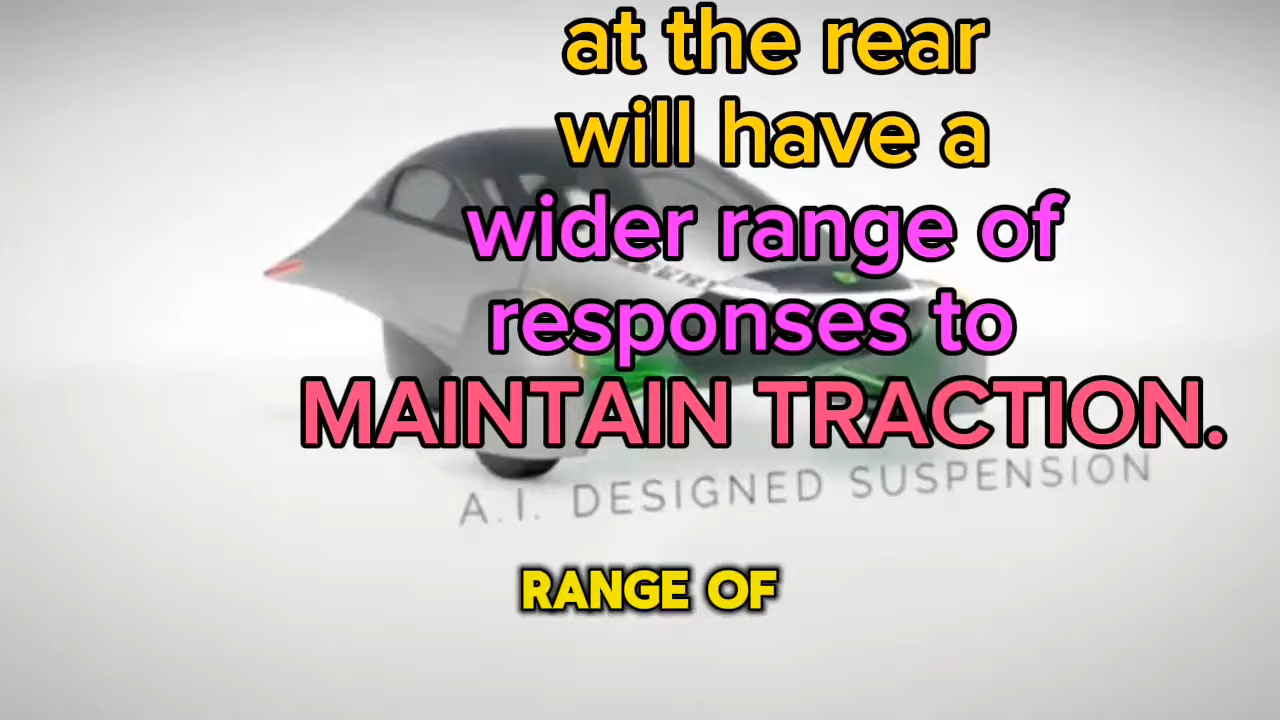 at the rear
will have a
wider range of
responses to
MAINTAIN TRACTION.
A.I. DESIGNED SUSPENSION
RANGE OF